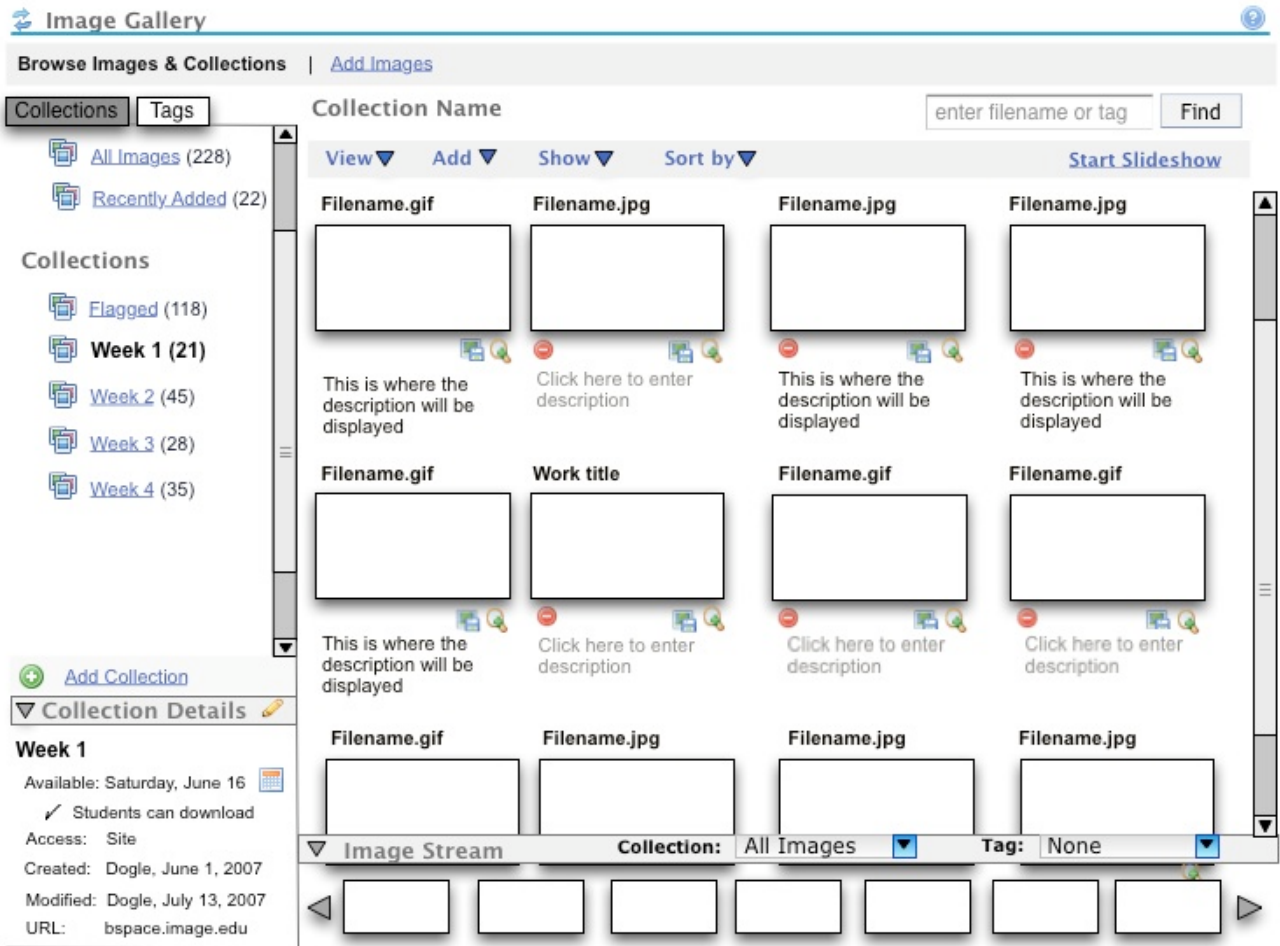 Image Gallery
Browse Images & Collections | Add Images
Collections Tags
All Images (228)
Recently Added (22)
Collections
Flagged (118)
Week 1 (21)
Week 2 (45)
Week 3 (28)
Week 4 (35)
Add Collection
Collection Details
Week 1
Available: Saturday, June 16
Students can download
Access: Site
Created: Dogle, June 1, 2007
Modified: Dogle, July 13, 2007
URL: bspace.image.edu
Collection Name
enter filename or tag Find
View Add Show Sort by Start Slideshow
Filename.gif Filename.jpg Filename.jpg Filename.jpg
This is where the
description will be
displayed
Click here to enter
description
This is where the
description will be
displayed
This is where the
description will be
displayed
Filename.gif Work title Filename.gif Filename.gif
This is where the
description will be
displayed
Click here to enter
description
Click here to enter
description
Click here to enter
description
Filename.gif Filename.jpg Filename.jpg Filename.jpg
Image Stream Collection: All Images Tag: None